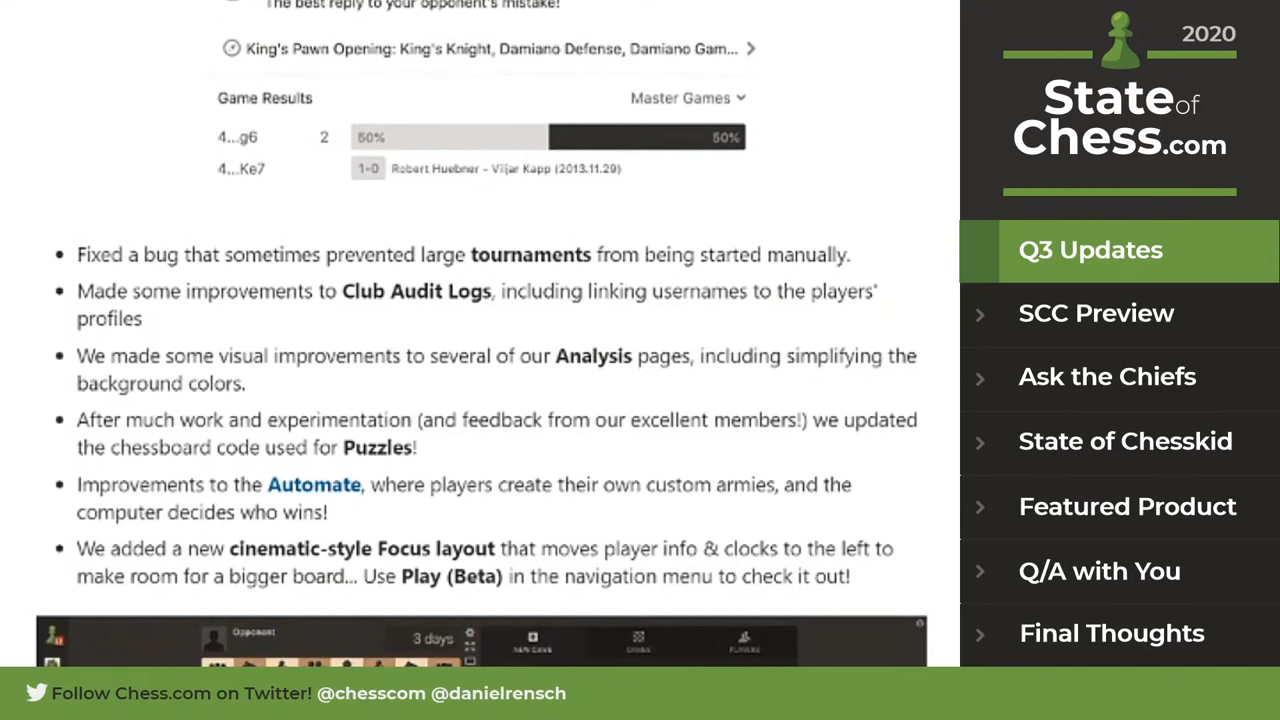 The best reply to your opponent's mistake!
King's Pawn Opening: King's Knight, Damiano Defense, Damiano Gam...
Game Results
Master Games
4...g6 2 50% 50%
4...Ke7 1-0 Robert Huebner - Viljar Kapp (2013.11.29)
Fixed a bug that sometimes prevented large tournaments from being started manually.
Made some improvements to Club Audit Logs, including linking usernames to the players'
profiles
We made some visual improvements to several of our Analysis pages, including simplifying the
background colors.
After much work and experimentation (and feedback from our excellent members!) we updated
the chessboard code used for Puzzles!
Improvements to the Automate, where players create their own custom armies, and the
computer decides who wins!
We added a new cinematic-style Focus layout that moves player info & clocks to the left to
make room for a bigger board... Use Play (Beta) in the navigation menu to check it out!
Opponent
3 days
NEW GAME
GAMES
PLAYERS
2020
State of
Chess.com
Q3 Updates
SCC Preview
Ask the Chiefs
State of Chesskid
Featured Product
Q/A with You
Final Thoughts
Follow Chess.com on Twitter! @chesscom @danielrensch